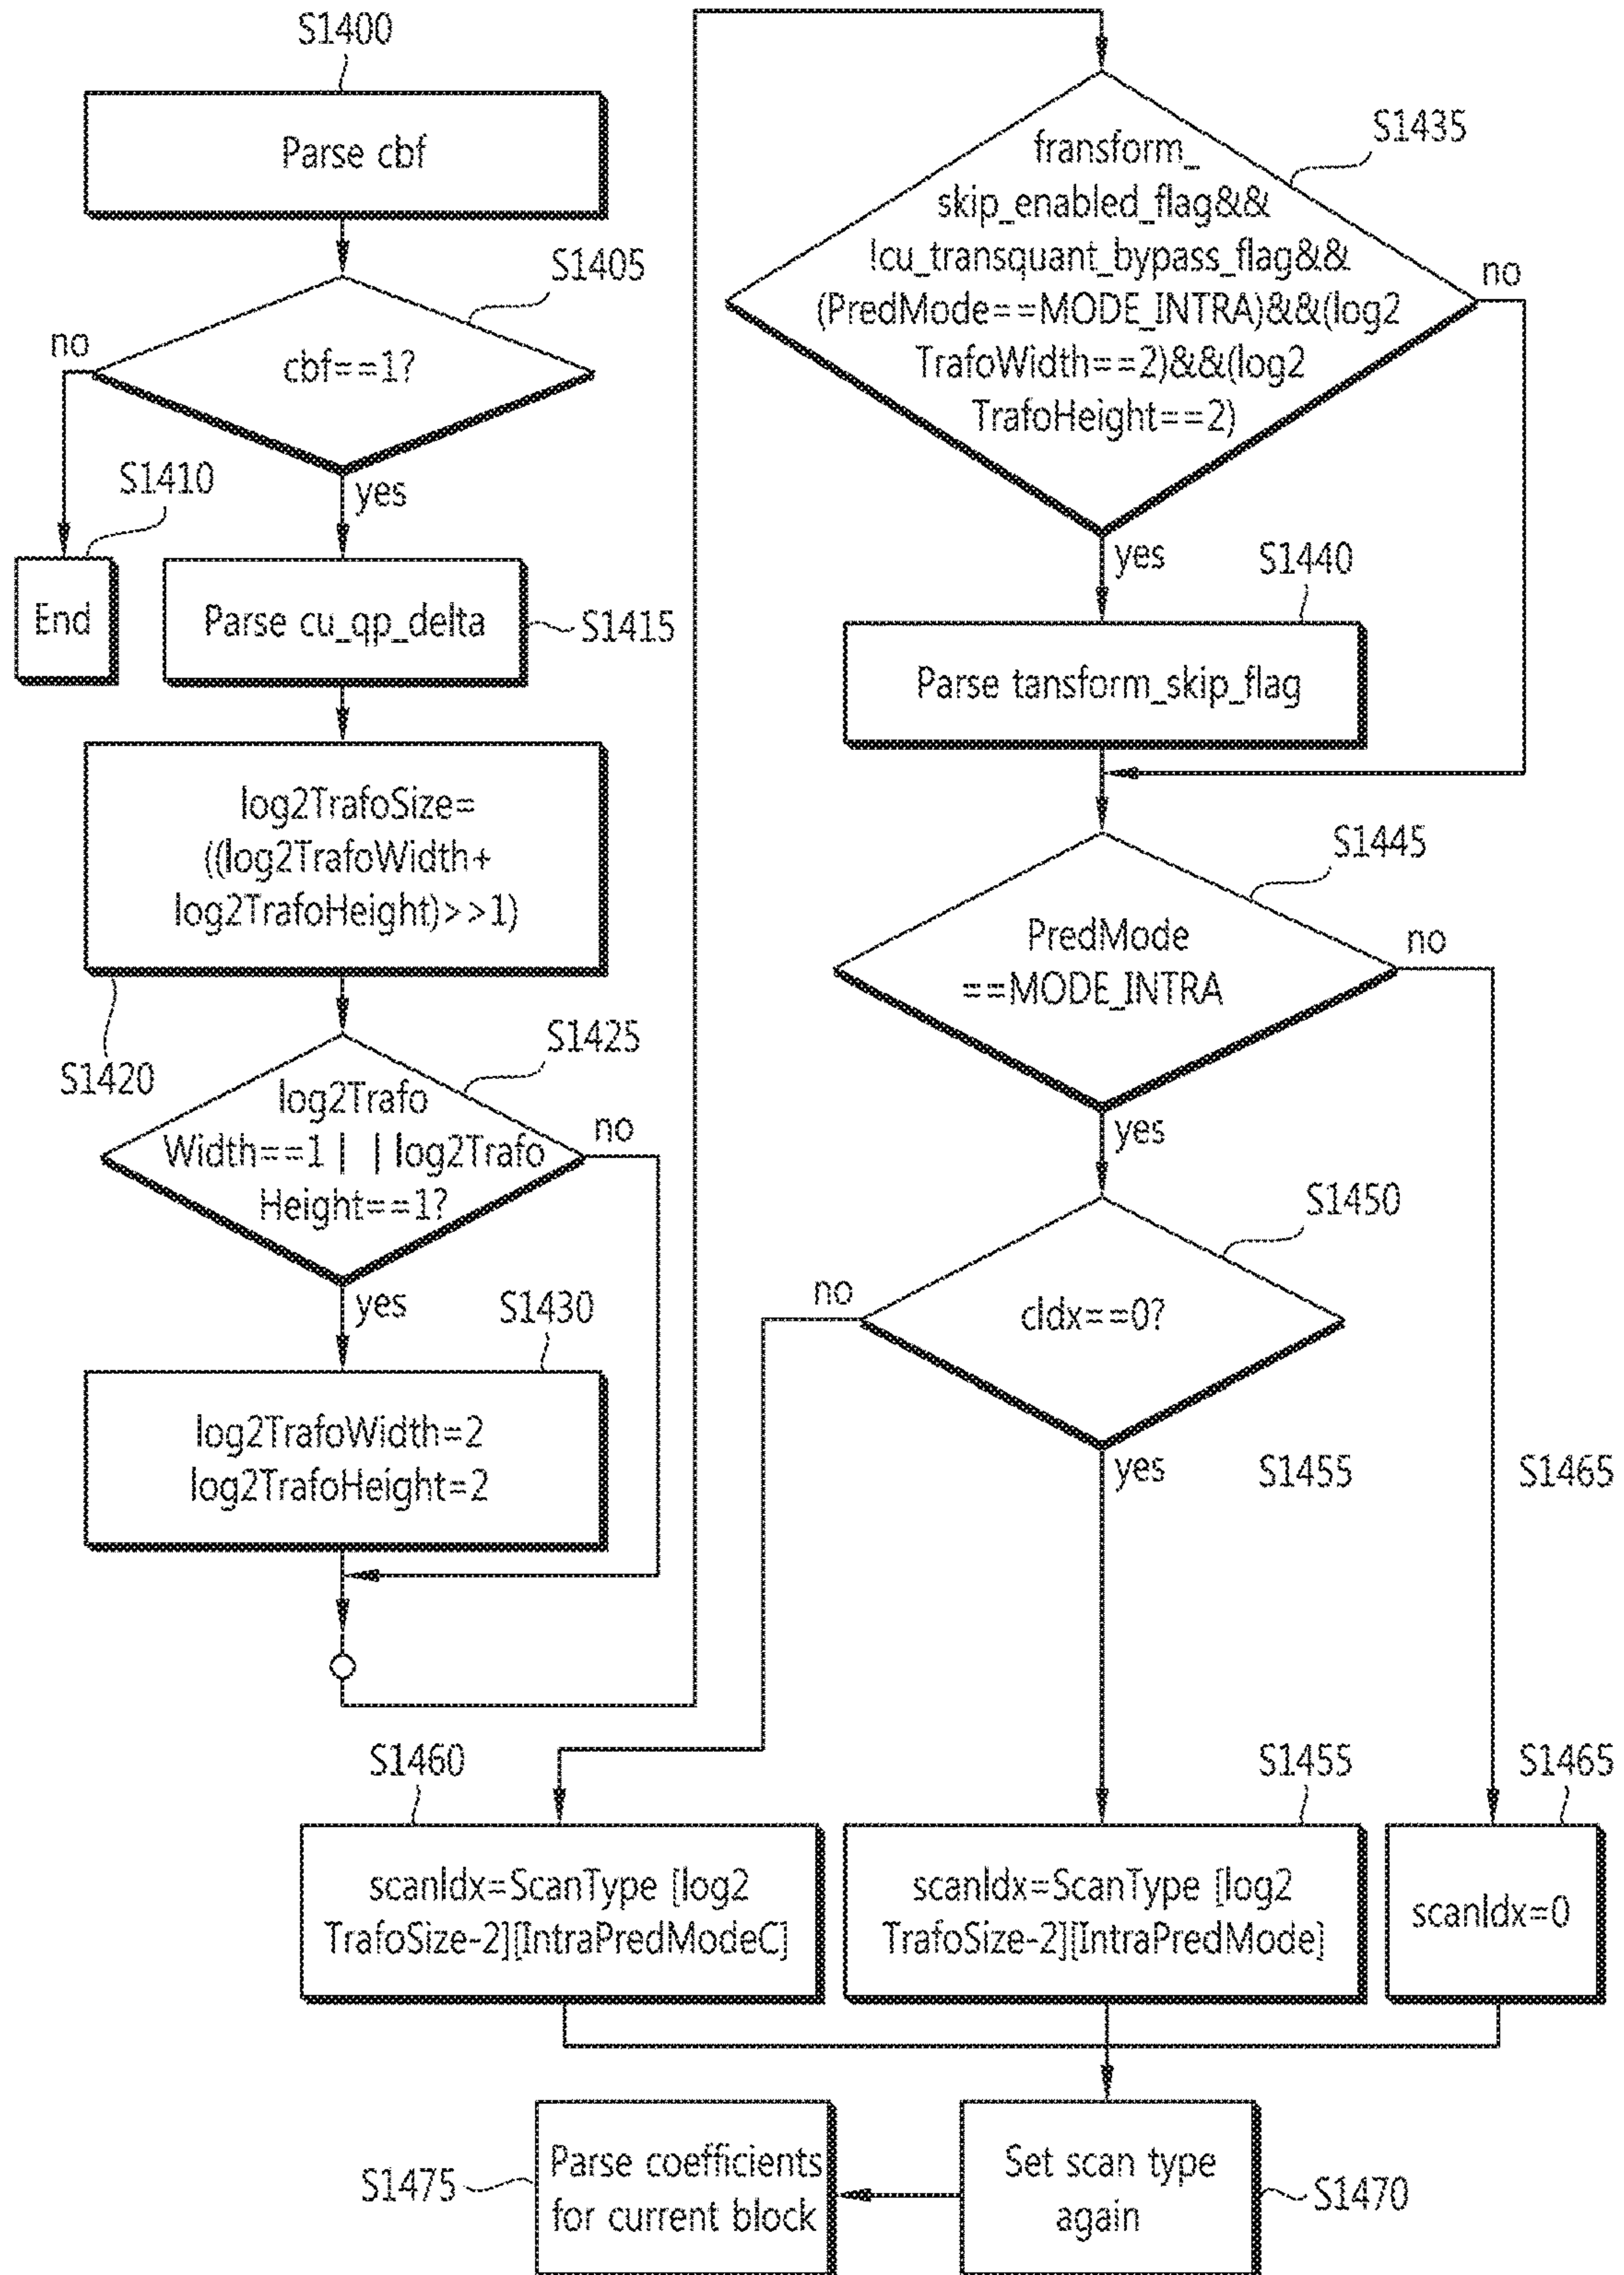 S1400
Parse cbf
S1405
no
cbf==1?
yes
S1410
End
Parse cu_qp_delta
S1415
log2TrafoSize=
((log2TrafoWidth+
log2TrafoHeight)>>1)
S1420
S1425
log2Trafo
Width==1 | | log2Trafo
Height==1?
no
yes
S1430
log2TrafoWidth=2
log2TrafoHeight=2
S1435
fransform_
skip_enabled_flag&&
!cu_transquant_bypass_flag&&
(PredMode==MODE_INTRA)&&(log2
TrafoWidth==2)&&(log2
TrafoHeight==2)
no
yes
S1440
Parse tansform_skip_flag
S1445
PredMode
==MODE_INTRA
no
yes
S1450
no
cIdx==0?
yes
S1455
S1465
S1460
scanIdx=ScanType [log2
TrafoSize-2][IntraPredModeC]
S1455
scanIdx=ScanType [log2
TrafoSize-2][IntraPredMode]
S1465
scanIdx=0
S1475
Parse coefficients
for current block
Set scan type
again
S1470